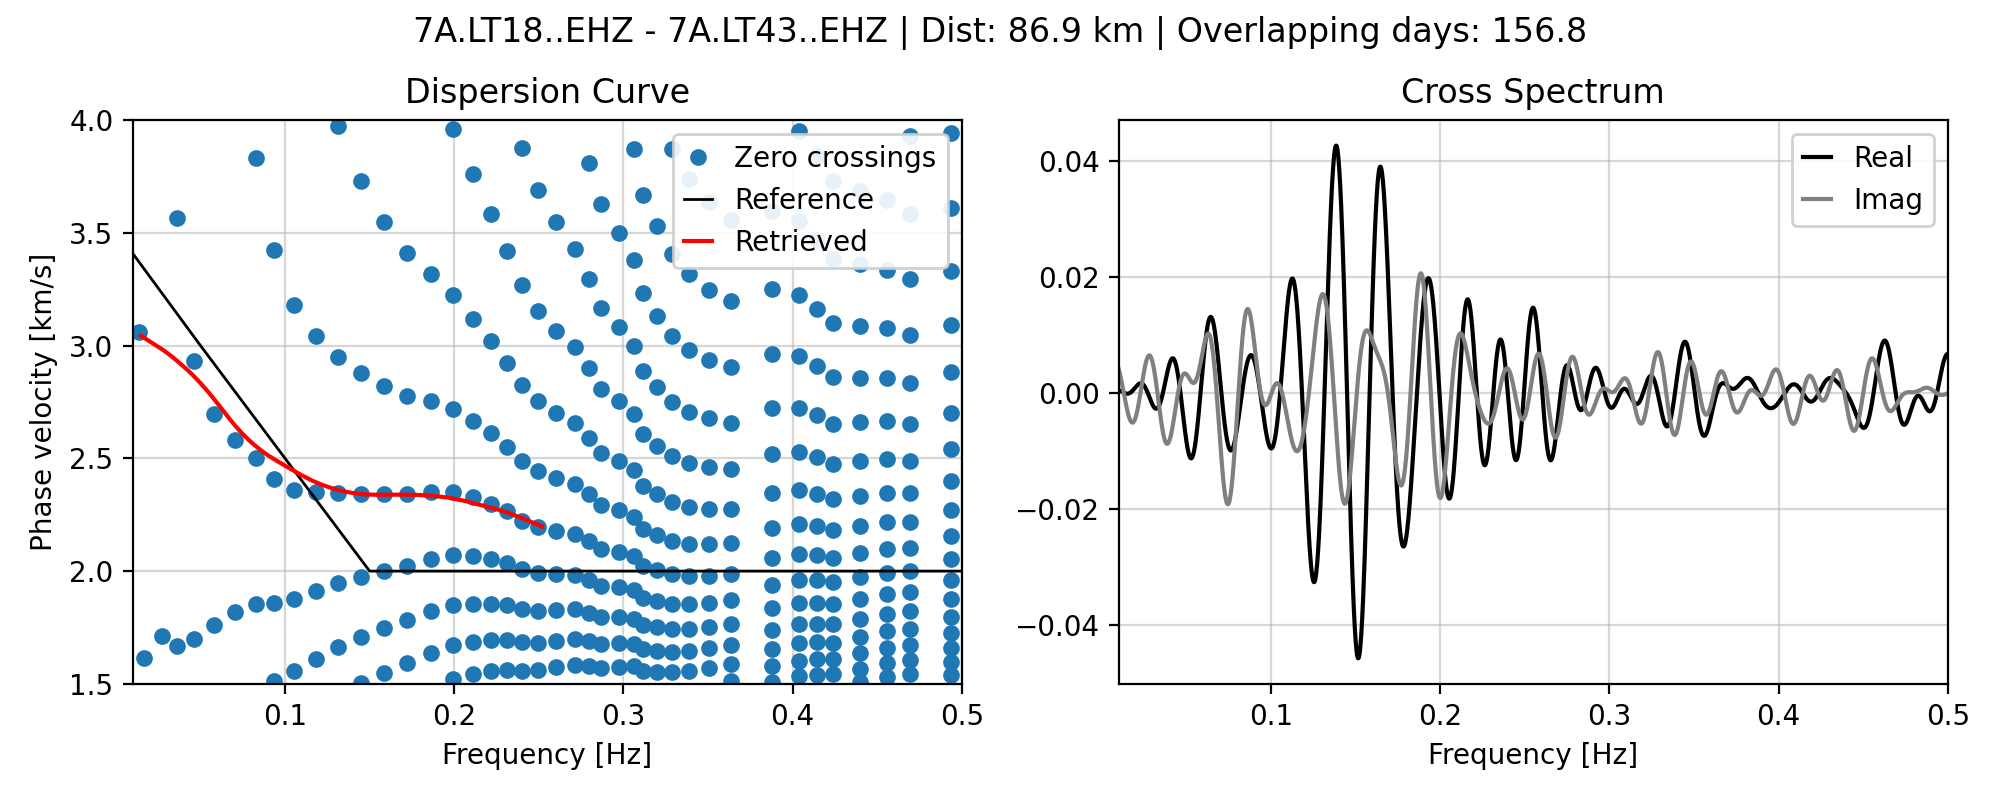 7A.LT18..EHZ - 7A.LT43..EHZ | Dist: 86.9 km | Overlapping days: 156.8
Dispersion Curve
4.0
3.5
3.0
2.5
2.0
1.5
Phase velocity [km/s]
Zero crossings
Reference
Retrieved
0.1 0.2 0.3 0.4 0.5
Frequency [Hz]
Cross Spectrum
0.04
0.02
0.00
−0.02
−0.04
Real
Imag
0.1 0.2 0.3 0.4 0.5
Frequency [Hz]